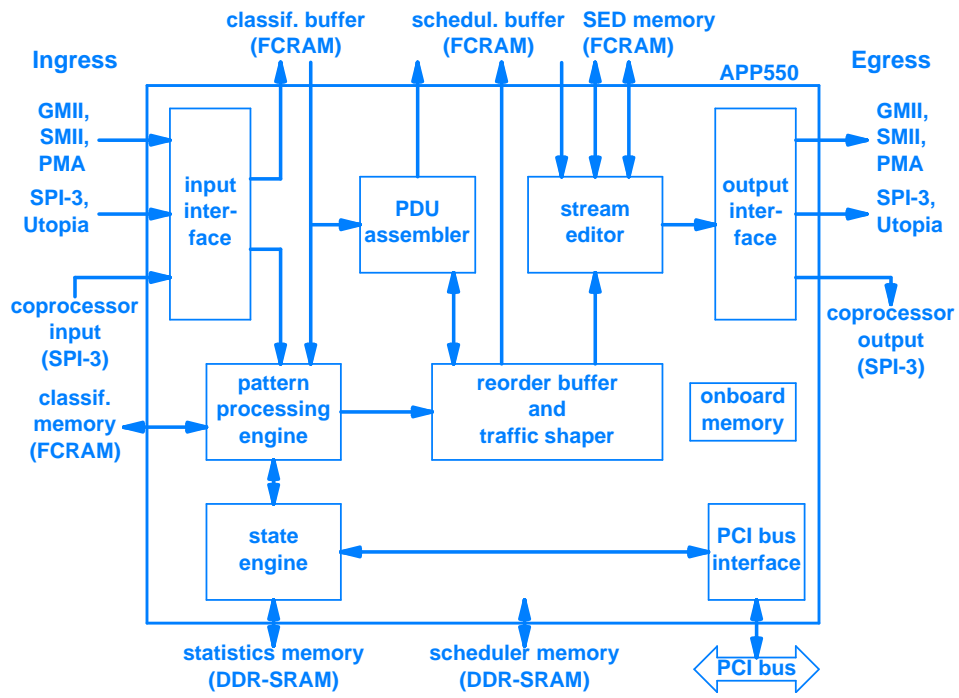 classif. buffer
(FCRAM)
schedul. buffer
(FCRAM)
SED memory
(FCRAM)
Ingress
Egress
APP550
GMII,
SMII,
PMA
SPI-3,
Utopia
coprocessor
input
(SPI-3)
classif.
memory
(FCRAM)
input
inter-
face
PDU
assembler
stream
editor
output
inter-
face
GMII,
SMII,
PMA
SPI-3,
Utopia
coprocessor
output
(SPI-3)
pattern
processing
engine
reorder buffer
and
traffic shaper
onboard
memory
state
engine
PCI bus
interface
statistics memory
(DDR-SRAM)
scheduler memory
(DDR-SRAM)
PCI bus